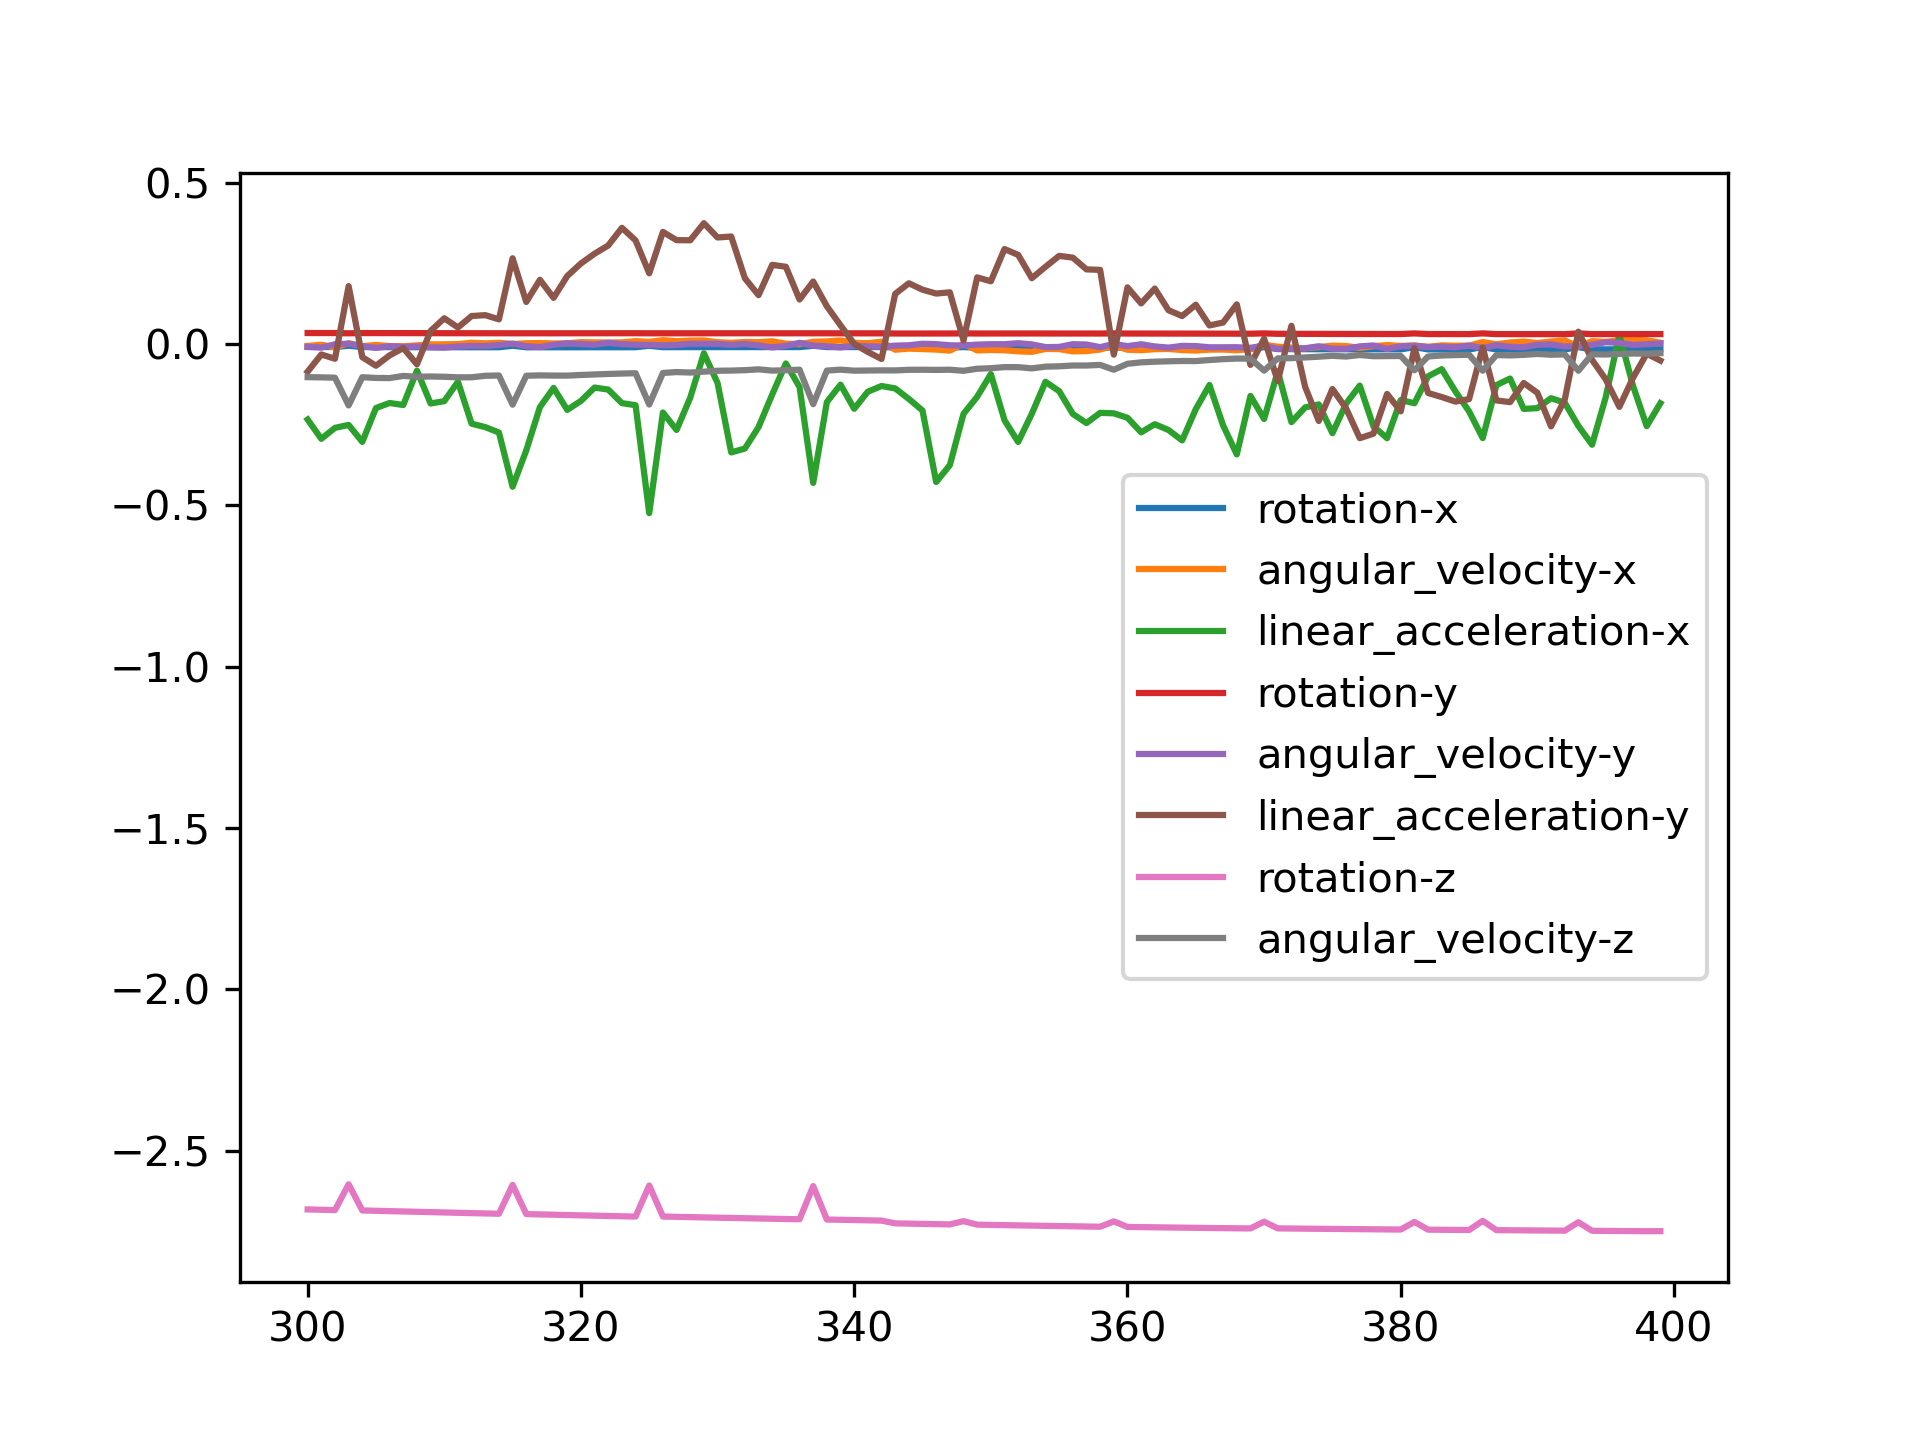 0.5
0.0
−0.5
−1.0
−1.5
−2.0
−2.5
rotation-x
angular_velocity-x
linear_acceleration-x
rotation-y
angular_velocity-y
linear_acceleration-y
rotation-z
angular_velocity-z
300 320 340 360 380 400